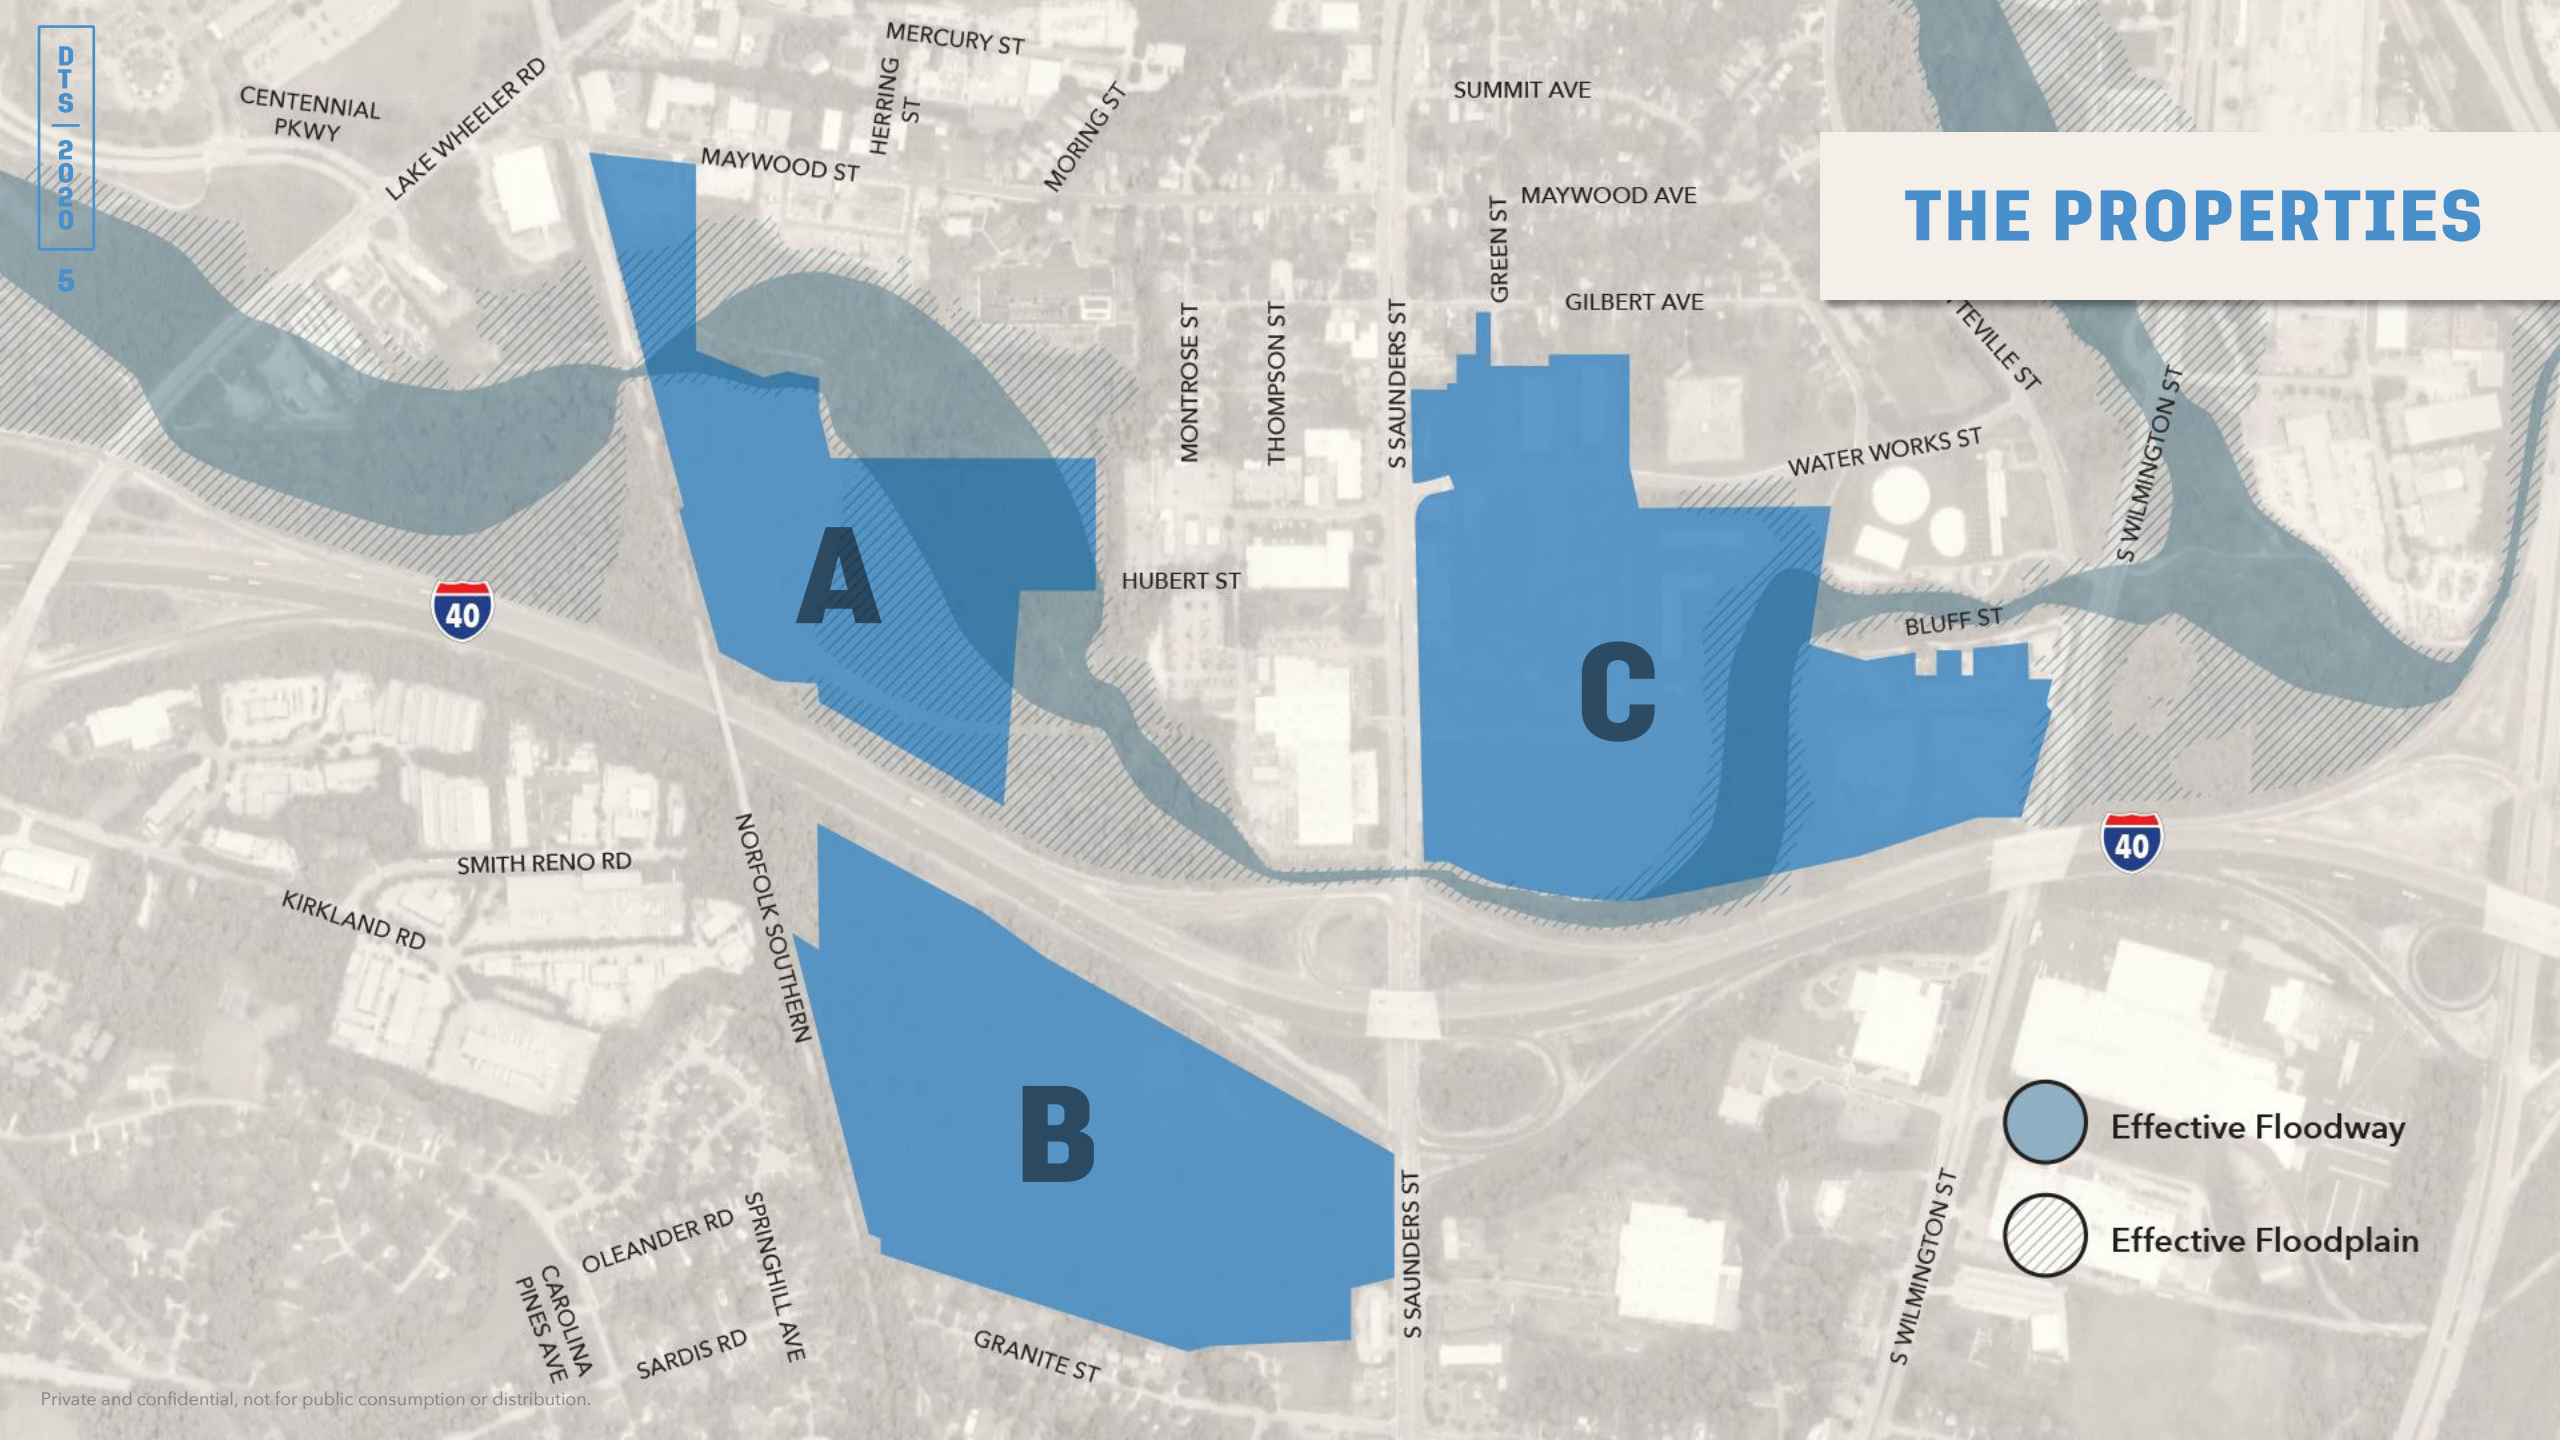 DTS | 2020
5
THE PROPERTIES
MERCURY ST
CENTENNIAL
PKWY
LAKE WHEELER RD
HERRING
ST
MORING ST
MAYWOOD ST
SUMMIT AVE
MAYWOOD AVE
GREEN ST
GILBERT AVE
MONTROSE ST
THOMPSON ST
S SAUNDERS ST
TEVILLE ST
S WILMINGTON ST
WATER WORKS ST
A
HUBERT ST
40
BLUFF ST
C
40
SMITH RENO RD
KIRKLAND RD
NORFOLK SOUTHERN
B
Effective Floodway
Effective Floodplain
S SAUNDERS ST
S WILMINGTON ST
OLEANDER RD
SPRINGHILL AVE
CAROLINA
PINES AVE
SARDIS RD
GRANITE ST
Private and confidential, not for public consumption or distribution.